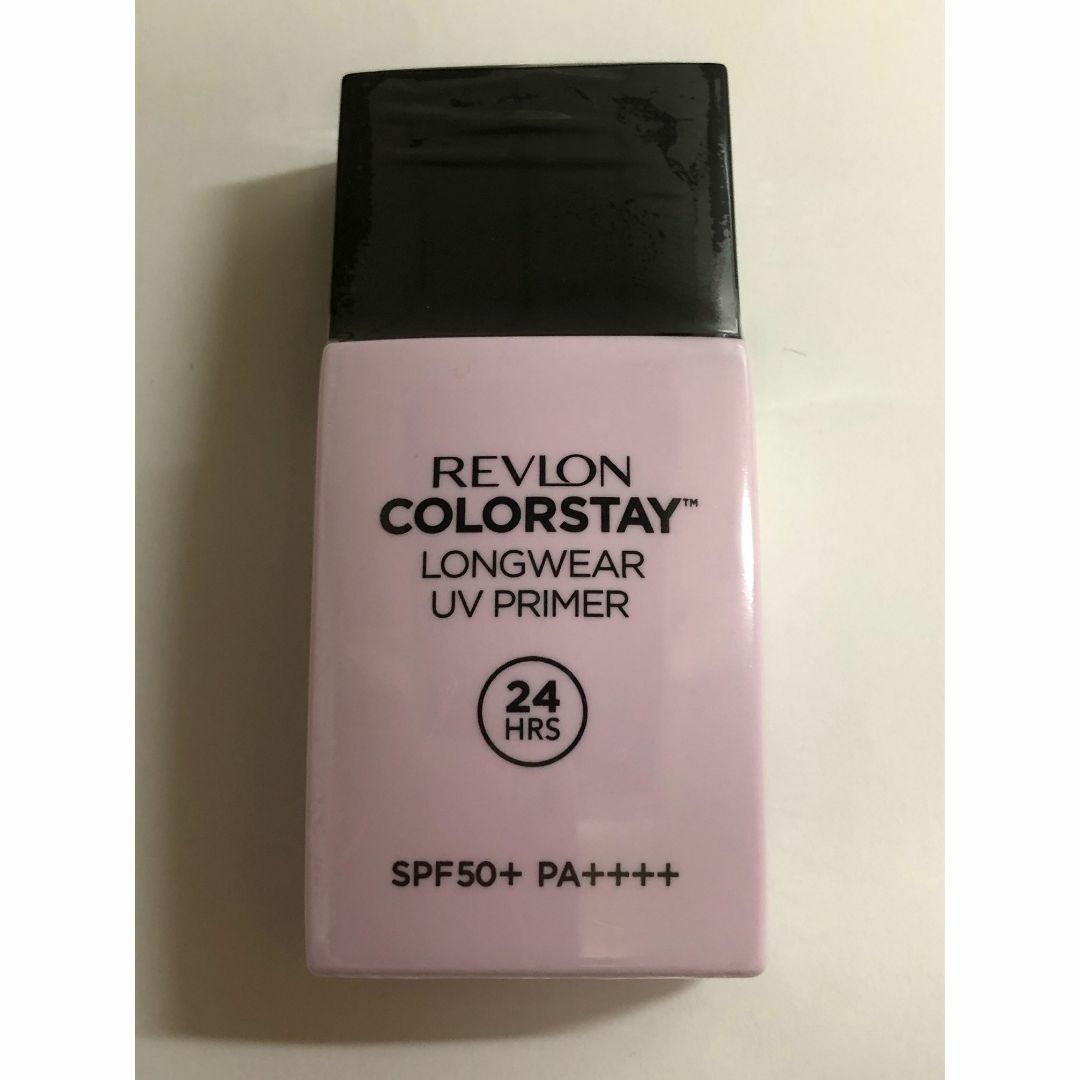 REVLON
COLORSTAY™
LONGWEAR
UV PRIMER
24
HRS
SPF50+ PA++++